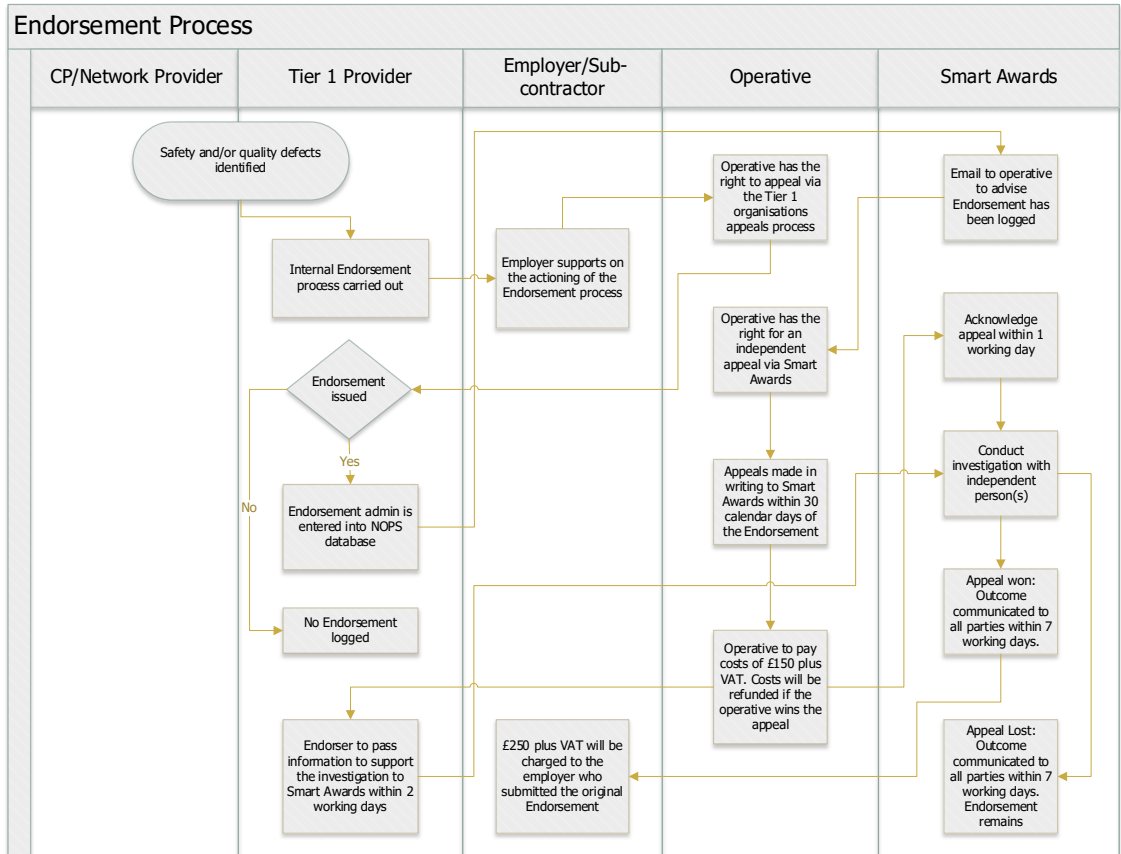 Endorsement Process
CP/Network Provider
Tier 1 Provider
Employer/Sub-
contractor
Operative
Smart Awards
Safety and/or quality defects
identified
Internal Endorsement
process carried out
Employer supports on
the actioning of the
Endorsement process
Operative has the
right to appeal via
the Tier 1
organisations
appeals process
Email to operative
to advise
Endorsement has
been logged
Operative has the
right for an
independent
appeal via Smart
Awards
Acknowledge
appeal within 1
working day
Endorsement
issued
Yes
No
Endorsement admin is
entered into NOPS
database
Appeals made in
writing to Smart
Awards within 30
calendar days of
the Endorsement
Conduct
investigation with
independent
person(s)
No Endorsement
logged
Operative to pay
costs of £150 plus
VAT. Costs will be
refunded if the
operative wins the
appeal
Appeal won:
Outcome
communicated to
all parties within 7
working days.
Endorser to pass
information to support
the investigation to
Smart Awards within 2
working days
£250 plus VAT will be
charged to the
employer who
submitted the original
Endorsement
Appeal Lost:
Outcome
communicated to
all parties within 7
working days.
Endorsement
remains